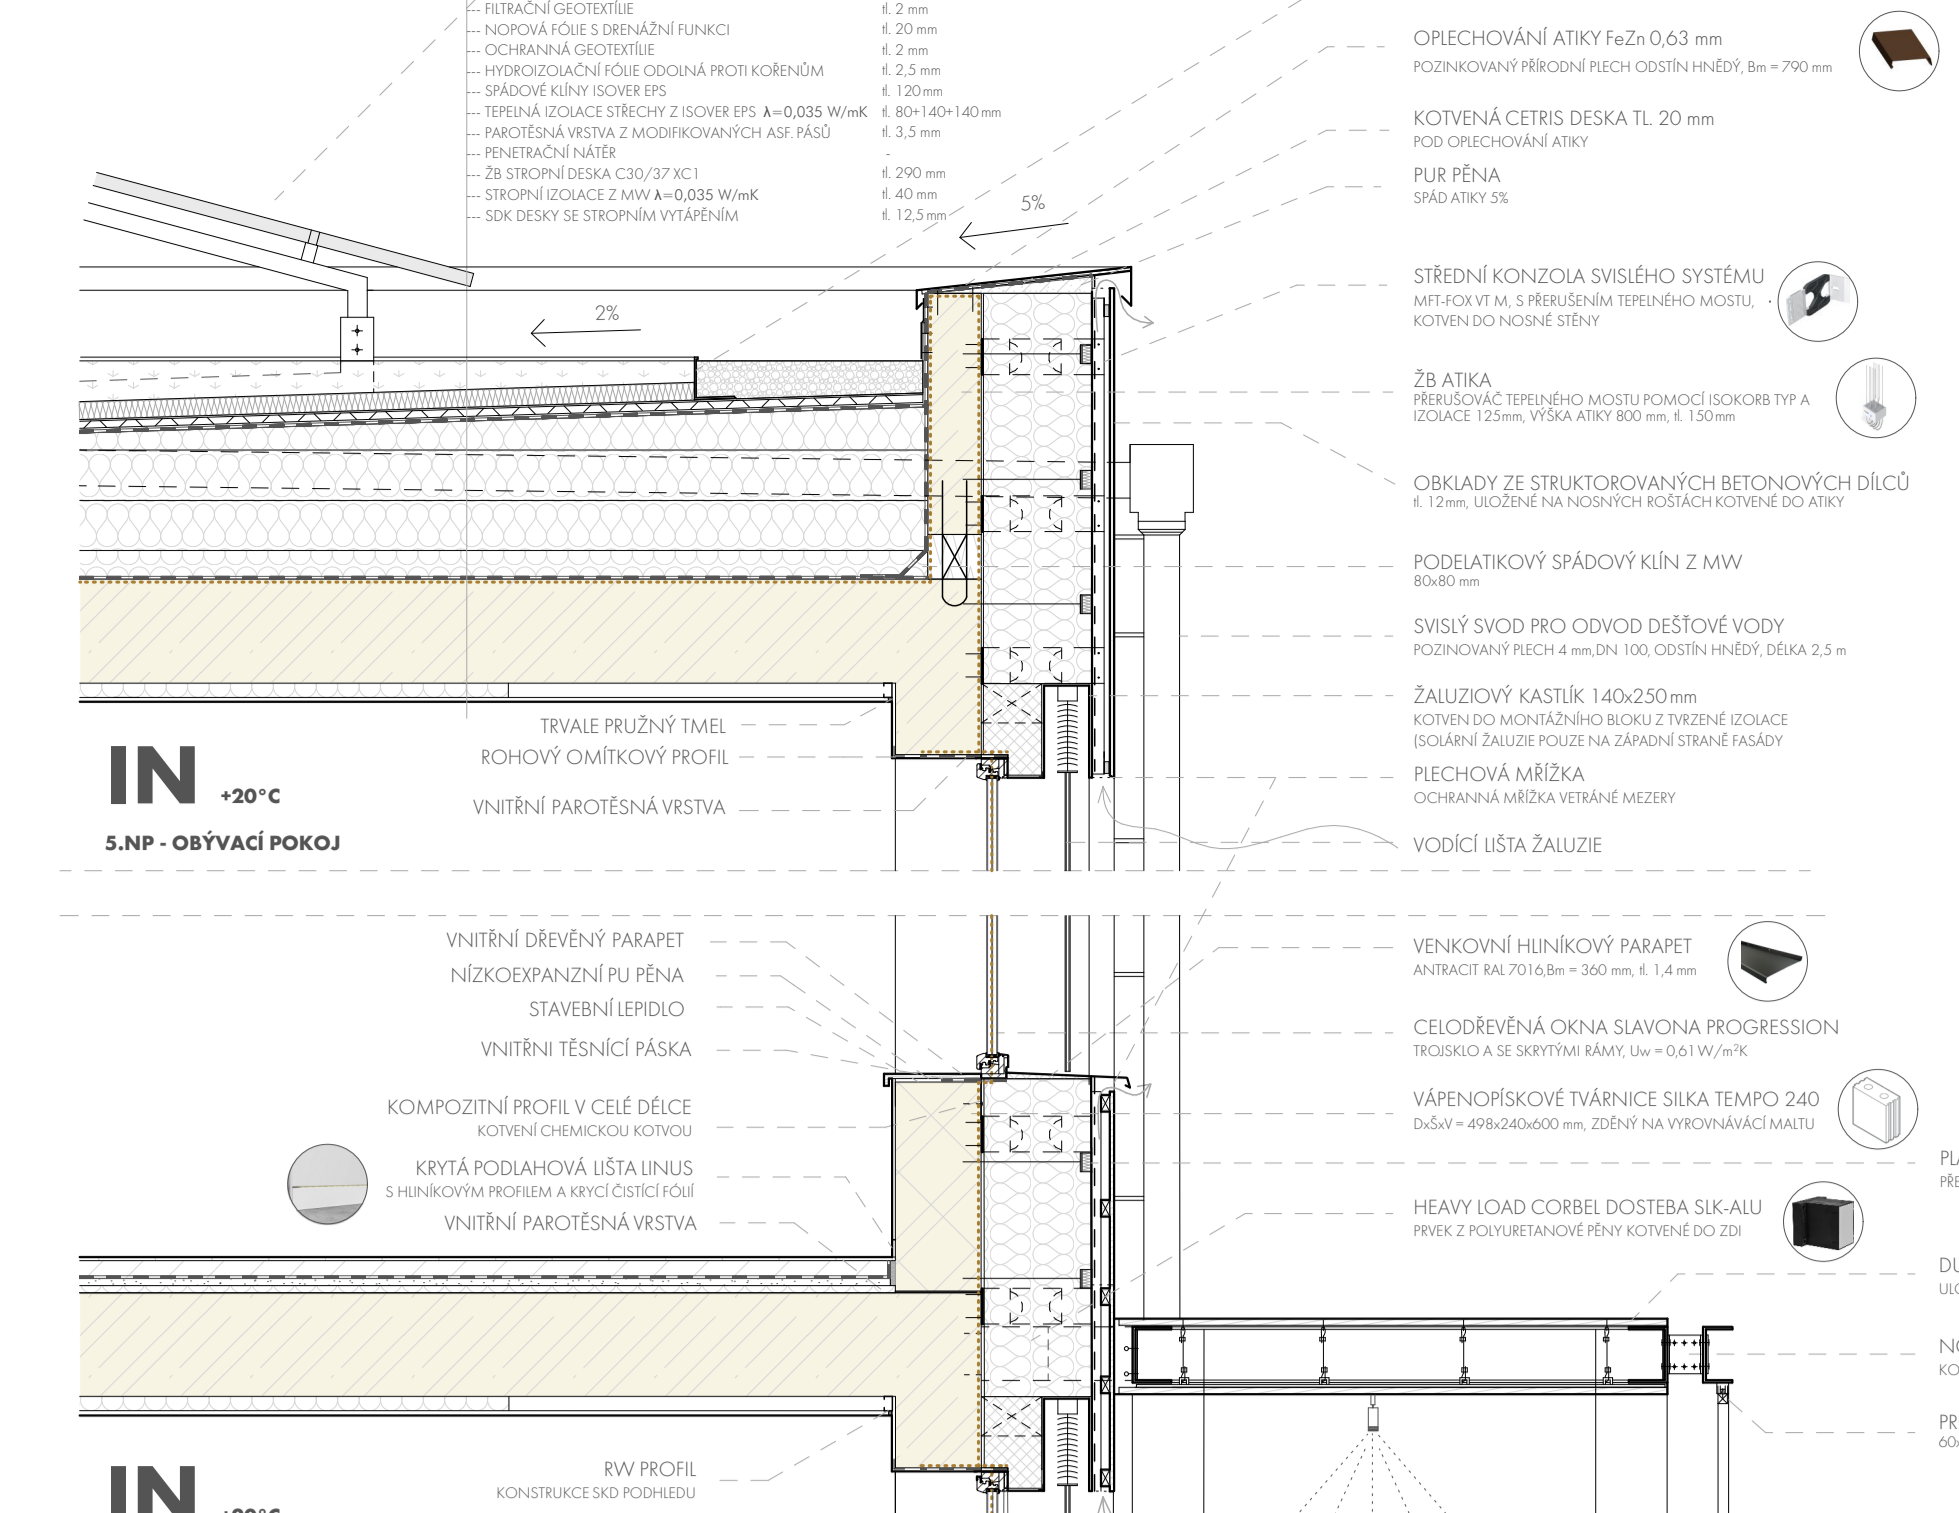 --- FILTRAČNÍ GEOTEXTÍLIE tl. 2 mm
--- NOPOVÁ FÓLIE S DRENÁŽNÍ FUNKCI tl. 20 mm
--- OCHRANNÁ GEOTEXTÍLIE tl. 2 mm
--- HYDROIZOLAČNÍ FÓLIE ODOLNÁ PROTI KOŘENŮM tl. 2,5 mm
--- SPÁDOVÉ KLÍNY ISOVER EPS tl. 120 mm
--- TEPELNÁ IZOLACE STŘECHY Z ISOVER EPS λ=0,035 W/mK tl. 80+140+140 mm
--- PAROTĚSNÁ VRSTVA Z MODIFIKOVANÝCH ASF. PÁSŮ tl. 3,5 mm
--- PENETRAČNÍ NÁTĚR -
--- ŽB STROPNÍ DESKA C30/37 XC1 tl. 290 mm
--- STROPNÍ IZOLACE Z MW λ=0,035 W/mK tl. 40 mm
--- SDK DESKY SE STROPNÍM VYTÁPĚNÍM tl. 12,5 mm
5%
2%
OPLECHOVÁNÍ ATIKY FeZn 0,63 mm
POZINKOVANÝ PŘÍRODNÍ PLECH ODSTÍN HNĚDÝ, Bm = 790 mm
KOTVENÁ CETRIS DESKA TL. 20 mm
POD OPLECHOVÁNÍ ATIKY
PUR PĚNA
SPÁD ATIKY 5%
STŘEDNÍ KONZOLA SVISLÉHO SYSTÉMU
MFT-FOX VT M, S PŘERUŠENÍM TEPELNÉHO MOSTU,
KOTVEN DO NOSNÉ STĚNY
ŽB ATIKA
PŘERUŠOVÁČ TEPELNÉHO MOSTU POMOCÍ ISOKORB TYP A
IZOLACE 125mm, VÝŠKA ATIKY 800 mm, tl. 150 mm
OBKLADY ZE STRUKTOROVANÝCH BETONOVÝCH DÍLCŮ
tl. 12mm, ULOŽENÉ NA NOSNÝCH ROŠTÁCH KOTVENÉ DO ATIKY
PODELATIKOVÝ SPÁDOVÝ KLÍN Z MW
80x80 mm
SVISLÝ SVOD PRO ODVOD DEŠŤOVÉ VODY
POZINOVANÝ PLECH 4 mm,DN 100, ODSTÍN HNĚDÝ, DÉLKA 2,5 m
ŽALUZIOVÝ KASTLÍK 140x250 mm
KOTVEN DO MONTÁŽNÍHO BLOKU Z TVRZENÉ IZOLACE
(SOLÁRNÍ ŽALUZIE POUZE NA ZÁPADNÍ STRANĚ FASÁDY
PLECHOVÁ MŘÍŽKA
OCHRANNÁ MŘÍŽKA VETRÁNÉ MEZERY
VODÍCÍ LIŠTA ŽALUZIE
TRVALE PRUŽNÝ TMEL
ROHOVÝ OMÍTKOVÝ PROFIL
VNITŘNÍ PAROTĚSNÁ VRSTVA
IN +20°C
5.NP - OBÝVACÍ POKOJ
VNITŘNÍ DŘEVĚNÝ PARAPET
NÍZKOEXPANZNÍ PU PĚNA
STAVEBNÍ LEPIDLO
VNITŘNI TĚSNÍCÍ PÁSKA
KOMPOZITNÍ PROFIL V CELÉ DÉLCE
KOTVENÍ CHEMICKOU KOTVOU
KRYTÁ PODLAHOVÁ LIŠTA LINUS
S HLINÍKOVÝM PROFILEM A KRYCÍ ČISTÍCÍ FÓLIÍ
VNITŘNÍ PAROTĚSNÁ VRSTVA
VENKOVNÍ HLINÍKOVÝ PARAPET
ANTRACIT RAL 7016,Bm = 360 mm, tl. 1,4 mm
CELODŘEVĚNÁ OKNA SLAVONA PROGRESSION
TROJSKLO A SE SKRYTÝMI RÁMY, Uw = 0,61 W/m²K
VÁPENOPÍSKOVÉ TVÁRNICE SILKA TEMPO 240
DxŠxV = 498x240x600 mm, ZDĚNÝ NA VYROVNÁVÁCÍ MALTU
HEAVY LOAD CORBEL DOSTEBA SLK-ALU
PRVEK Z POLYURETANOVÉ PĚNY KOTVENÉ DO ZDI
RW PROFIL
KONSTRUKCE SKD PODHLEDU
IN